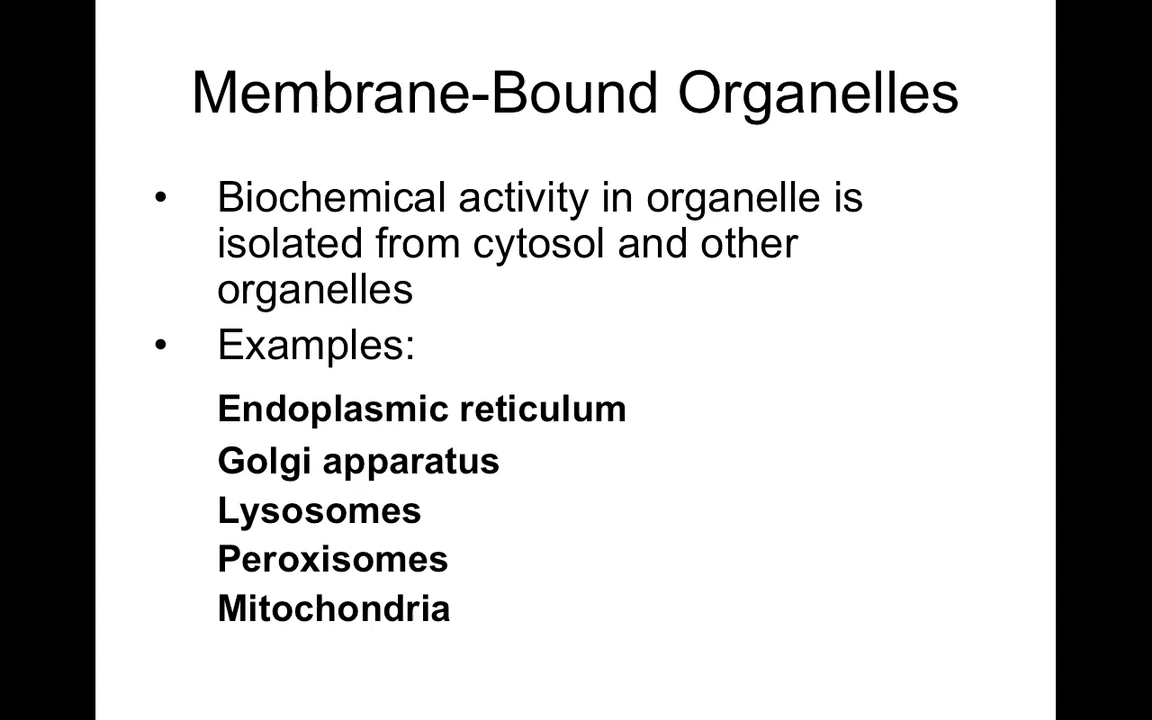 Membrane-Bound Organelles
• Biochemical activity in organelle is
isolated from cytosol and other
organelles
• Examples:
Endoplasmic reticulum
Golgi apparatus
Lysosomes
Peroxisomes
Mitochondria